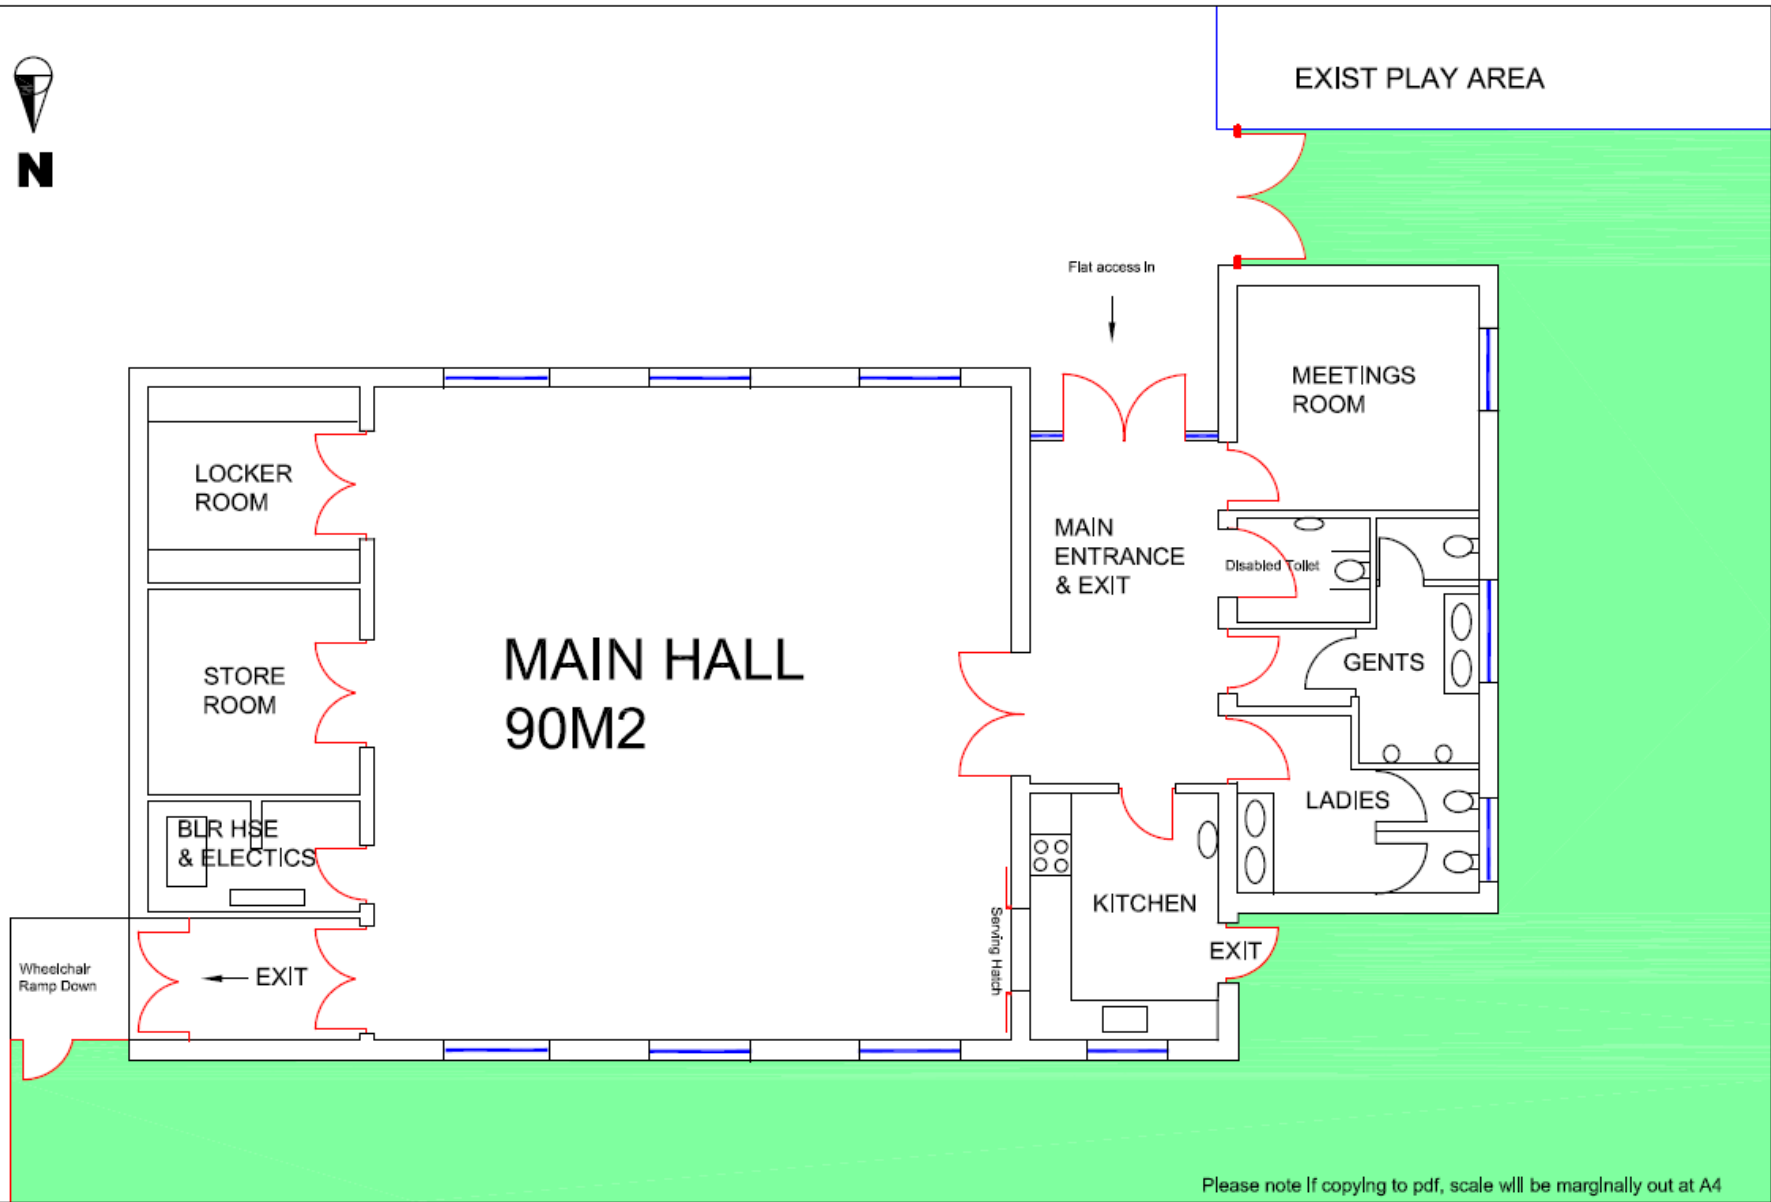 EXIST PLAY AREA
N
Flat access in
MEETINGS
ROOM
LOCKER
ROOM
MAIN
ENTRANCE
& EXIT
Disabled Toilet
MAIN HALL
90M2
GENTS
STORE
ROOM
LADIES
BLR HSE
& ELECTICS
KITCHEN
Serving Hatch
EXIT
EXIT
Wheelchair
Ramp Down
Please note if copying to pdf, scale will be marginally out at A4